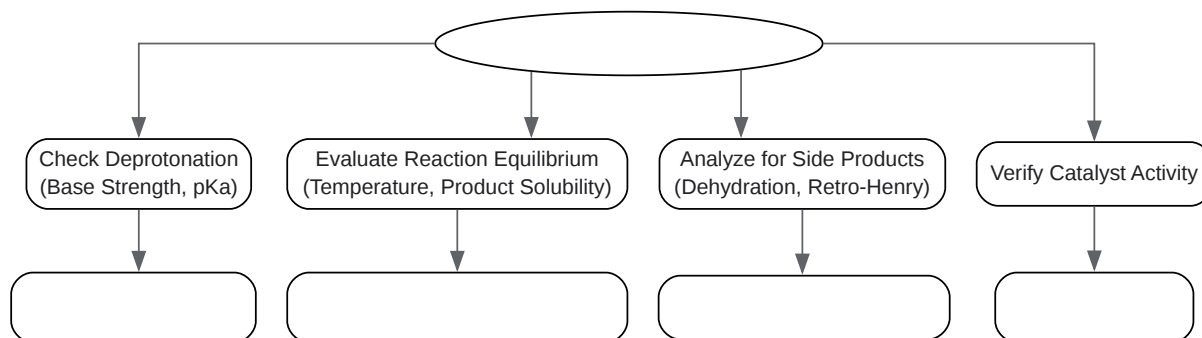 Check Deprotonation
(Base Strength, pKa)
Evaluate Reaction Equilibrium
(Temperature, Product Solubility)
Analyze for Side Products
(Dehydration, Retro-Henry)
Verify Catalyst Activity